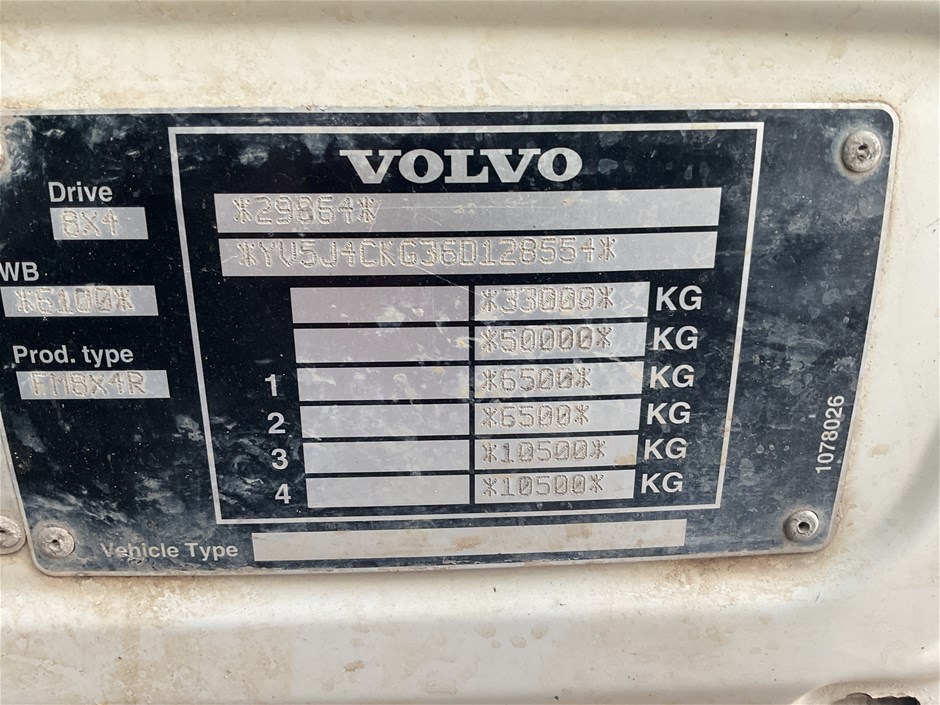 VOLVO
Drive
8X4
*29864*
*YV5J4CKG36D128554*
WB
*6100*
*33000* KG
*50000* KG
Prod. type
FM8X4R
1 *6500* KG
2 *6500* KG
3 *10500* KG
4 *10500* KG
1078026
Vehicle Type